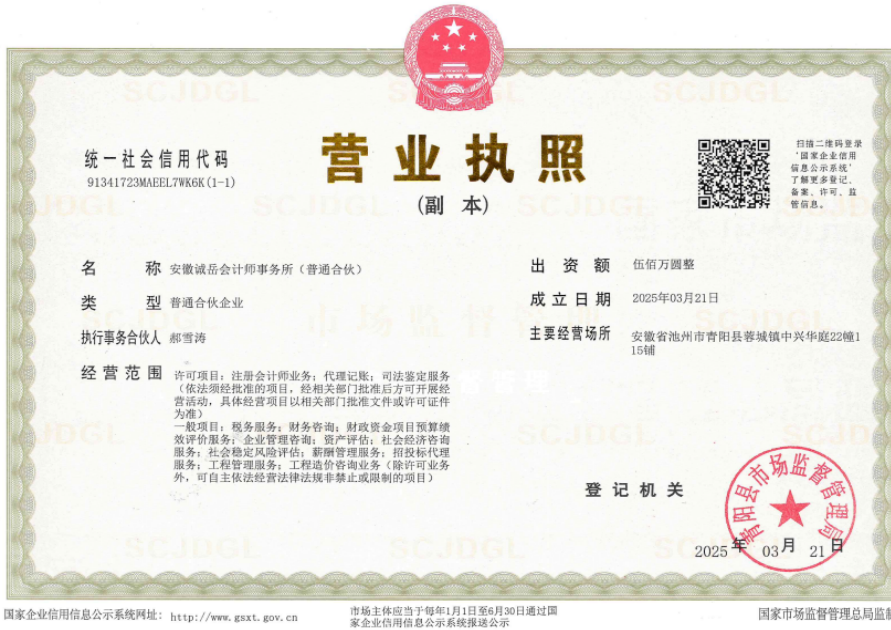 统一社会信用代码
91341723MAEEL7WK6K(1-1)
营业执照
(副 本)
扫描二维码登录
'国家企业信用
信息公示系统'
了解更多登记、
备案、许可、监
管信息。
名 称 安徽诚岳会计师事务所(普通合伙)
类 型 普通合伙企业
执行事务合伙人 郝雪涛
经营范围 许可项目:注册会计师业务;代理记账;司法鉴定服务
(依法须经批准的项目,经相关部门批准后方可开展经
营活动,具体经营项目以相关部门批准文件或许可证件
为准)
一般项目:税务服务;财务咨询;财政资金项目预算绩
效评价服务;企业管理咨询;资产评估;社会经济咨询
服务;社会稳定风险评估;薪酬管理服务;招投标代理
服务;工程管理服务;工程造价咨询业务(除许可业务
外,可自主依法经营法律法规非禁止或限制的项目)
出 资 额 伍佰万圆整
成立日期 2025年03月21日
主要经营场所 安徽省池州市青阳县蓉城镇中兴华庭22幢1
15铺
登记机关
青阳县市场监督管理局
2025年 03月 21日
国家企业信用信息公示系统网址: http://www.gsxt.gov.cn
市场主体应当于每年1月1日至6月30日通过国
家企业信用信息公示系统报送公示
国家市场监督管理总局监制
SCJDGL
SCJDGL
SCJDGL
SCJDGL
SCJDGL
市场监督管理
SCJDGL
SCJDGL
SCJDGL
SCJDGL